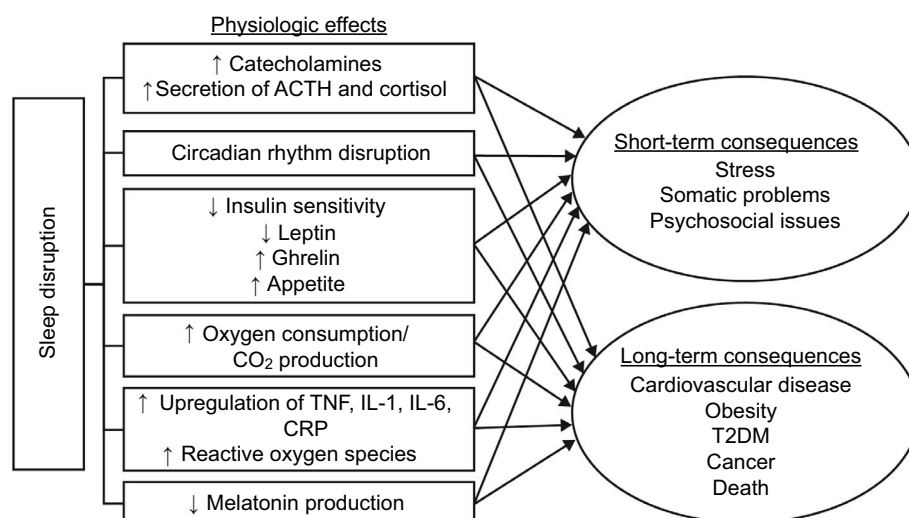 Physiologic effects
↑ Catecholamines
↑Secretion of ACTH and cortisol
Circadian rhythm disruption
↓ Insulin sensitivity
↓ Leptin
↑ Ghrelin
↑ Appetite
↑ Oxygen consumption/
CO₂ production
↑ Upregulation of TNF, IL-1, IL-6,
CRP
↑ Reactive oxygen species
↓ Melatonin production
Sleep disruption
Short-term consequences
Stress
Somatic problems
Psychosocial issues
Long-term consequences
Cardiovascular disease
Obesity
T2DM
Cancer
Death